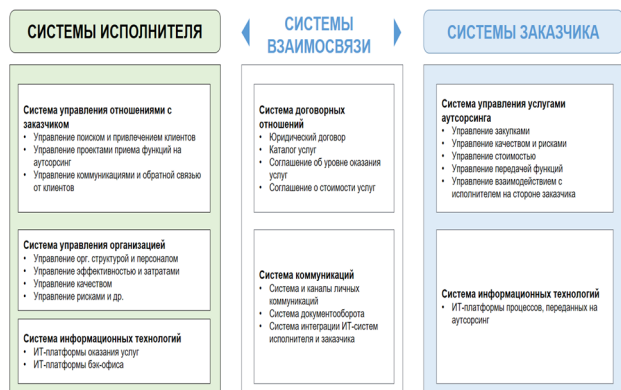 СИСТЕМЫ ИСПОЛНИТЕЛЯ
Система управления отношениями с
заказчиком
• Управление поиском и привлечением клиентов
• Управление проектами приема функций на
аутсорсинг
• Управление коммуникациями и обратной связью
от клиентов
Система управления организацией
• Управление орг. структурой и персоналом
• Управление эффективностью и затратами
• Управление качеством
• Управление рисками и др.
Система информационных технологий
• ИТ-платформы оказания услуг
• ИТ-платформы бэк-офиса
СИСТЕМЫ
ВЗАИМОСВЯЗИ
Система договорных
отношений
• Юридический договор
• Каталог услуг
• Соглашение об уровне оказания
услуг
• Соглашение о стоимости услуг
Система коммуникаций
• Система и каналы личных
коммуникаций
• Система документооборота
• Система интеграции ИТ-систем
исполнителя и заказчика
СИСТЕМЫ ЗАКАЗЧИКА
Система управления услугами
аутсорсинга
• Управление закупками
• Управление качеством и рисками
• Управление стоимостью
• Управление передачей функций
• Управление взаимодействием с
исполнителем на стороне заказчика
Система информационных технологий
• ИТ-платформы процессов, переданных на
аутсорсинг